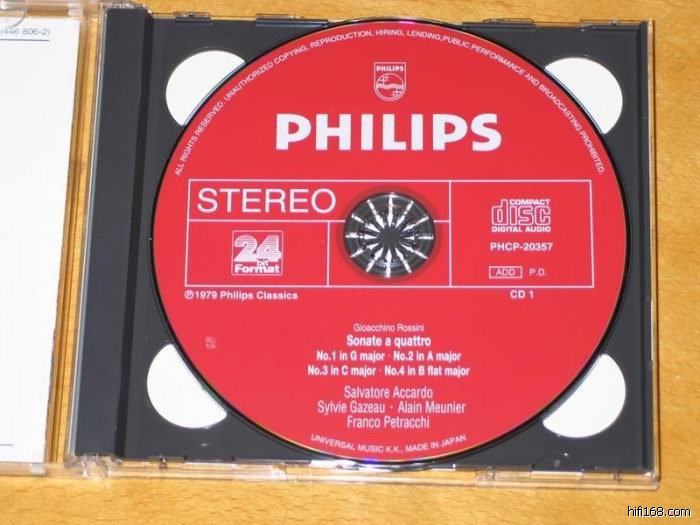 (446 806-2)
ALL RIGHTS RESERVED. UNAUTHORIZED COPYING, REPRODUCTION, HIRING, LENDING, PUBLIC PERFORMANCE AND BROADCASTING PROHIBITED.
PHILIPS
PHILIPS
STEREO
24
bit
Format
COMPACT
disc
DIGITAL AUDIO
PHCP-20357
ADD P.D.
℗1979 Philips Classics
CD 1
Gioacchino Rossini
Sonate a quattro
No.1 in G major · No.2 in A major
No.3 in C major · No.4 in B flat major
Salvatore Accardo
Sylvie Gazeau · Alain Meunier
Franco Petracchi
UNIVERSAL MUSIC K.K., MADE IN JAPAN
hifi168.com